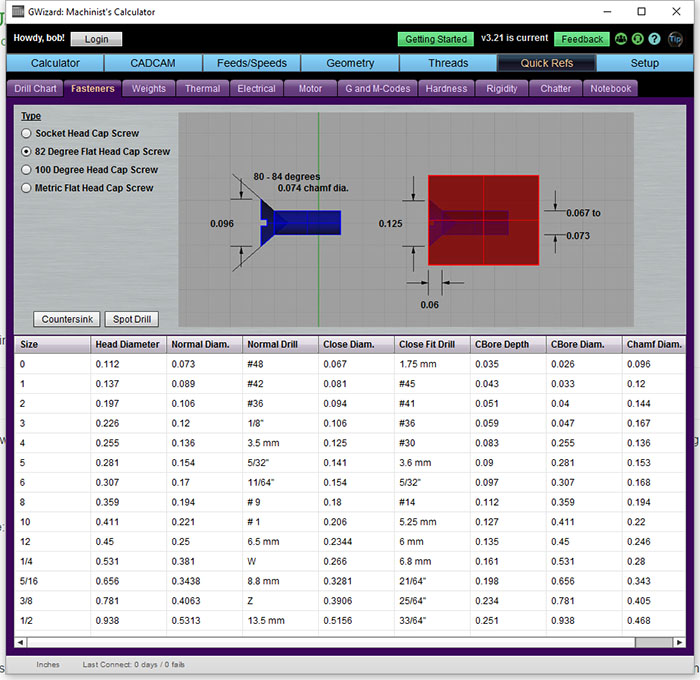 GWizard: Machinist's Calculator
Howdy, bob! Login Getting Started v3.21 is current Feedback Tip
Calculator CADCAM Feeds/Speeds Geometry Threads Quick Refs Setup
Drill Chart Fasteners Weights Thermal Electrical Motor G and M-Codes Hardness Rigidity Chatter Notebook
Type
Socket Head Cap Screw
82 Degree Flat Head Cap Screw
100 Degree Head Cap Screw
Metric Flat Head Cap Screw
80 - 84 degrees
0.074 chamf dia.
0.096
0.125
0.067 to
0.073
0.06
Countersink Spot Drill
Size Head Diameter Normal Diam. Normal Drill Close Diam. Close Fit Drill CBore Depth CBore Diam. Chamf Diam.
0 0.112 0.073 #48 0.067 1.75 mm 0.035 0.026 0.096
1 0.137 0.089 #42 0.081 #45 0.043 0.033 0.12
2 0.197 0.106 #36 0.094 #41 0.051 0.04 0.144
3 0.226 0.12 1/8" 0.106 #36 0.059 0.047 0.167
4 0.255 0.136 3.5 mm 0.125 #30 0.083 0.255 0.136
5 0.281 0.154 5/32" 0.141 3.6 mm 0.09 0.281 0.153
6 0.307 0.17 11/64" 0.154 5/32" 0.097 0.307 0.168
8 0.359 0.194 # 9 0.18 #14 0.112 0.359 0.194
10 0.411 0.221 # 1 0.206 5.25 mm 0.127 0.411 0.22
12 0.45 0.25 6.5 mm 0.2344 6 mm 0.135 0.45 0.246
1/4 0.531 0.381 W 0.266 6.8 mm 0.161 0.531 0.28
5/16 0.656 0.3438 8.8 mm 0.3281 21/64" 0.198 0.656 0.343
3/8 0.781 0.4063 Z 0.3906 25/64" 0.234 0.781 0.405
1/2 0.938 0.5313 13.5 mm 0.5156 33/64" 0.251 0.938 0.468
Inches Last Connect: 0 days / 0 fails